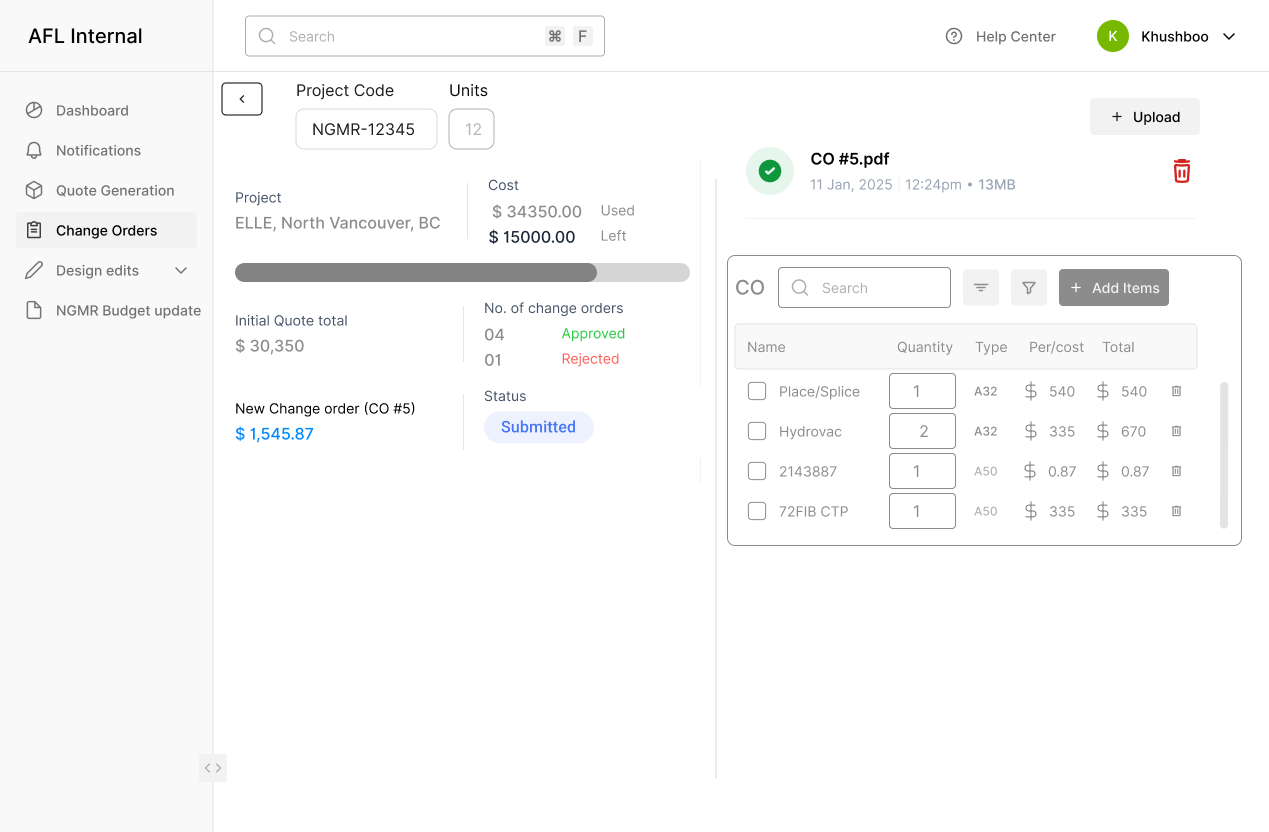 AFL Internal
Search
⌘ F
Help Center
K
Khushboo
Dashboard
Notifications
Quote Generation
Change Orders
Design edits
NGMR Budget update
Project Code
Units
NGMR-12345
12
Project
ELLE, North Vancouver, BC
Cost
$ 34350.00 Used
$ 15000.00 Left
Initial Quote total
$ 30,350
No. of change orders
04 Approved
01 Rejected
New Change order (CO #5)
$ 1,545.87
Status
Submitted
+ Upload
CO #5.pdf
11 Jan, 2025 12:24pm • 13MB
CO
Search
+ Add Items
Name Quantity Type Per/cost Total
Place/Splice 1 A32 $ 540 $ 540
Hydrovac 2 A32 $ 335 $ 670
2143887 1 A50 $ 0.87 $ 0.87
72FIB CTP 1 A50 $ 335 $ 335